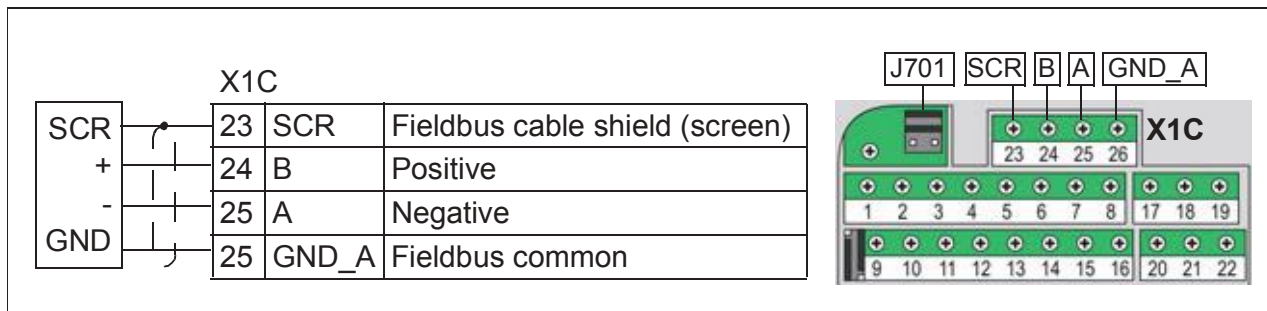 X1C
SCR 23 SCR Fieldbus cable shield (screen)
+ 24 B Positive
- 25 A Negative
GND 25 GND_A Fieldbus common
J701 SCR B A GND_A
X1C
23 24 25 26
1 2 3 4 5 6 7 8 17 18 19
9 10 11 12 13 14 15 16 20 21 22